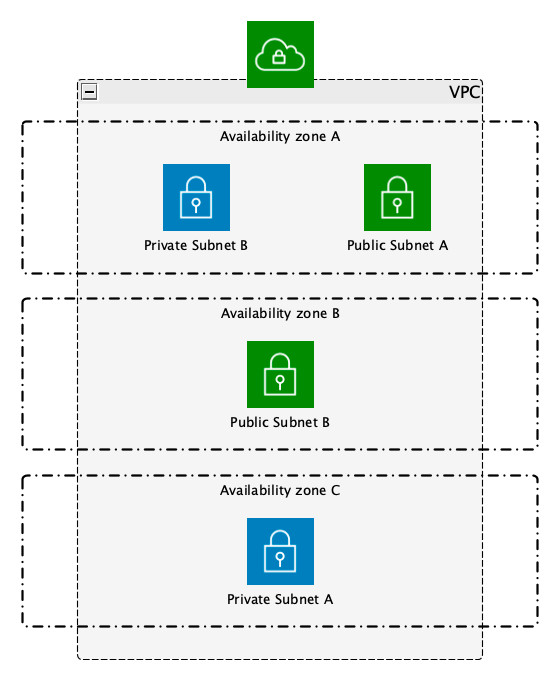 VPC
Availability zone A
Private Subnet B
Public Subnet A
Availability zone B
Public Subnet B
Availability zone C
Private Subnet A